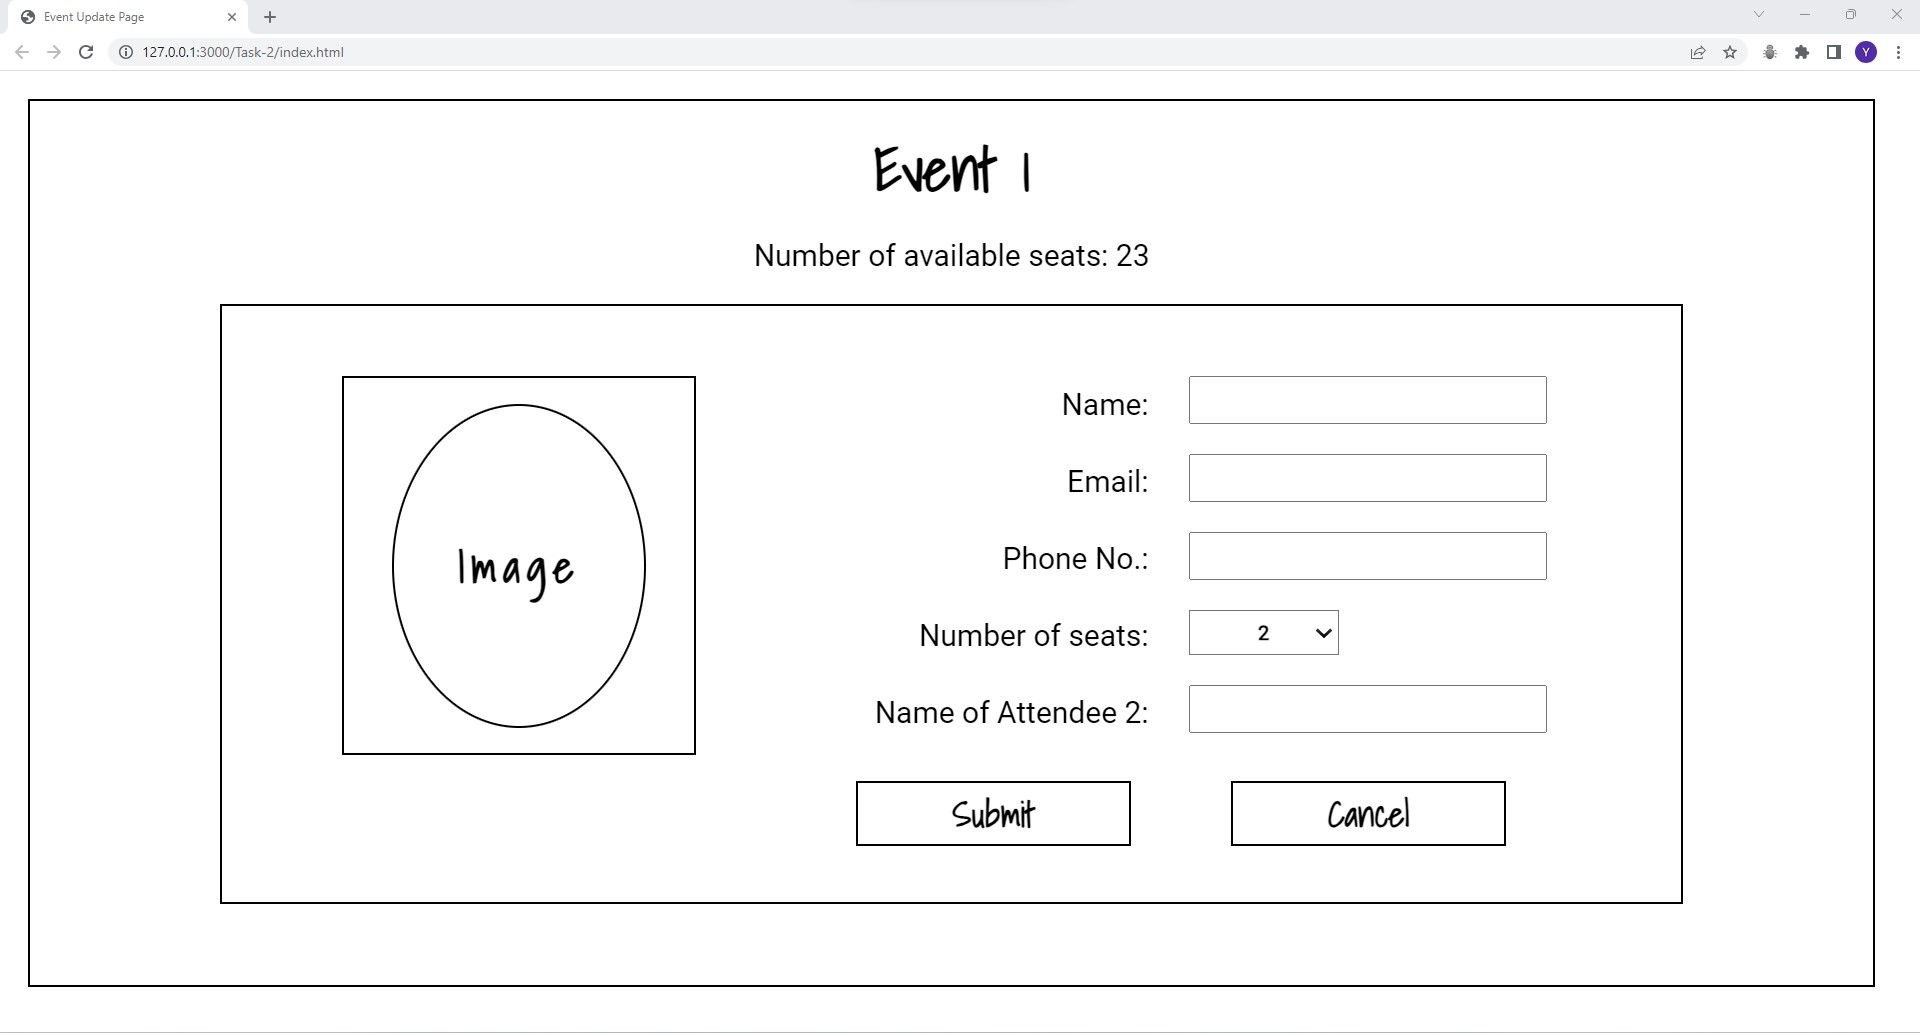 Event Update Page
127.0.0.1:3000/Task-2/index.html
Y
Event 1
Number of available seats: 23
Image
Name:
Email:
Phone No.:
Number of seats: 2
Name of Attendee 2:
Submit Cancel